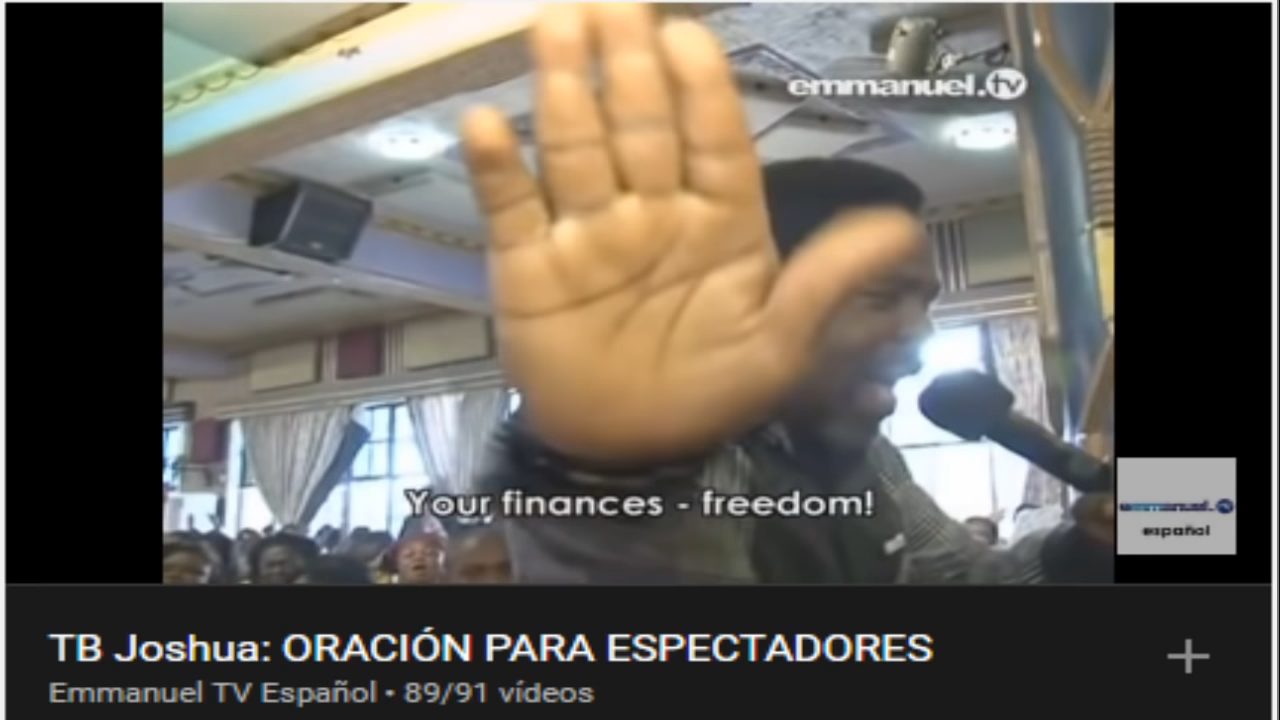 emmanuel.tv
Your finances - freedom!
emmanuel.tv
español
TB Joshua: ORACIÓN PARA ESPECTADORES
Emmanuel TV Español • 89/91 vídeos